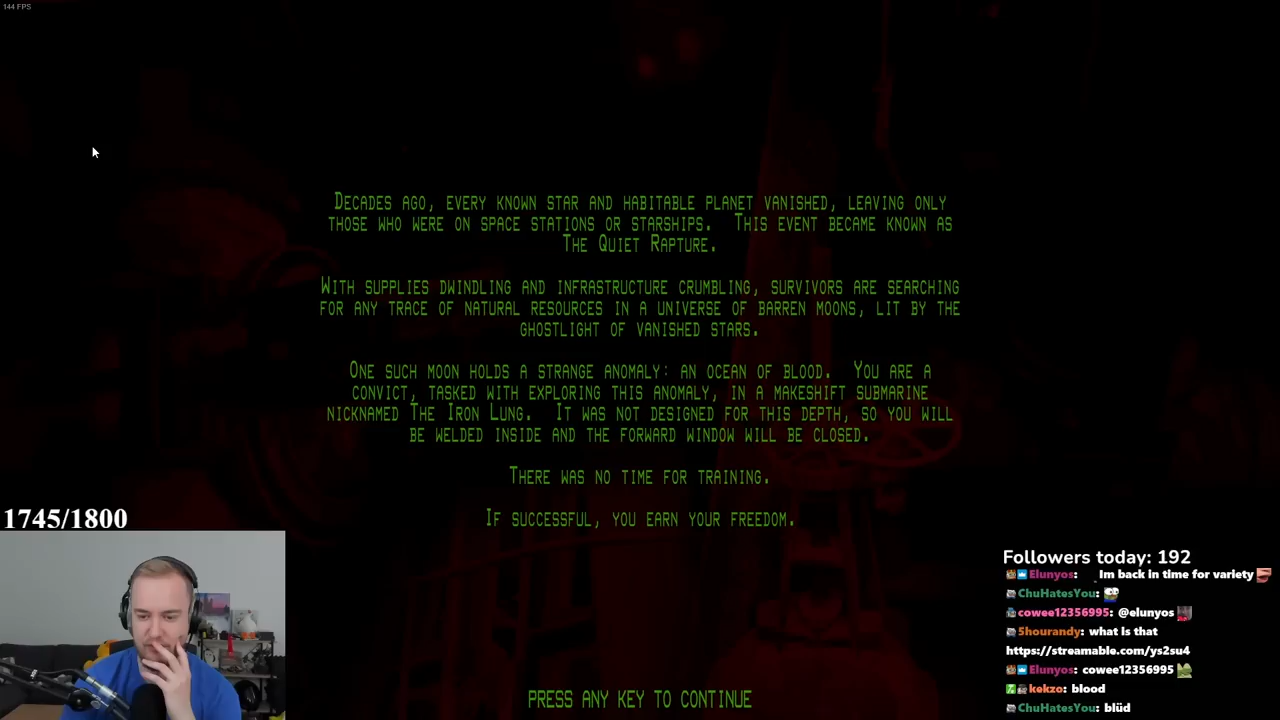 144 FPS
Decades ago, every known star and habitable planet vanished, leaving only
those who were on space stations or starships.  This event became known as
The Quiet Rapture.
With supplies dwindling and infrastructure crumbling, survivors are searching
for any trace of natural resources in a universe of barren moons, lit by the
ghostlight of vanished stars.
One such moon holds a strange anomaly: an ocean of blood.  You are a
convict, tasked with exploring this anomaly, in a makeshift submarine
nicknamed The Iron Lung.  It was not designed for this depth, so you will
be welded inside and the forward window will be closed.
There was no time for training.
If successful, you earn your freedom.
1745/1800
Followers today: 192
Elunyos: Im back in time for variety
ChuHatesYou:
cowee12356995: @elunyos
5hourandy: what is that
https://streamable.com/ys2su4
Elunyos: cowee12356995
kekzo: blood
ChuHatesYou: blüd
PRESS ANY KEY TO CONTINUE